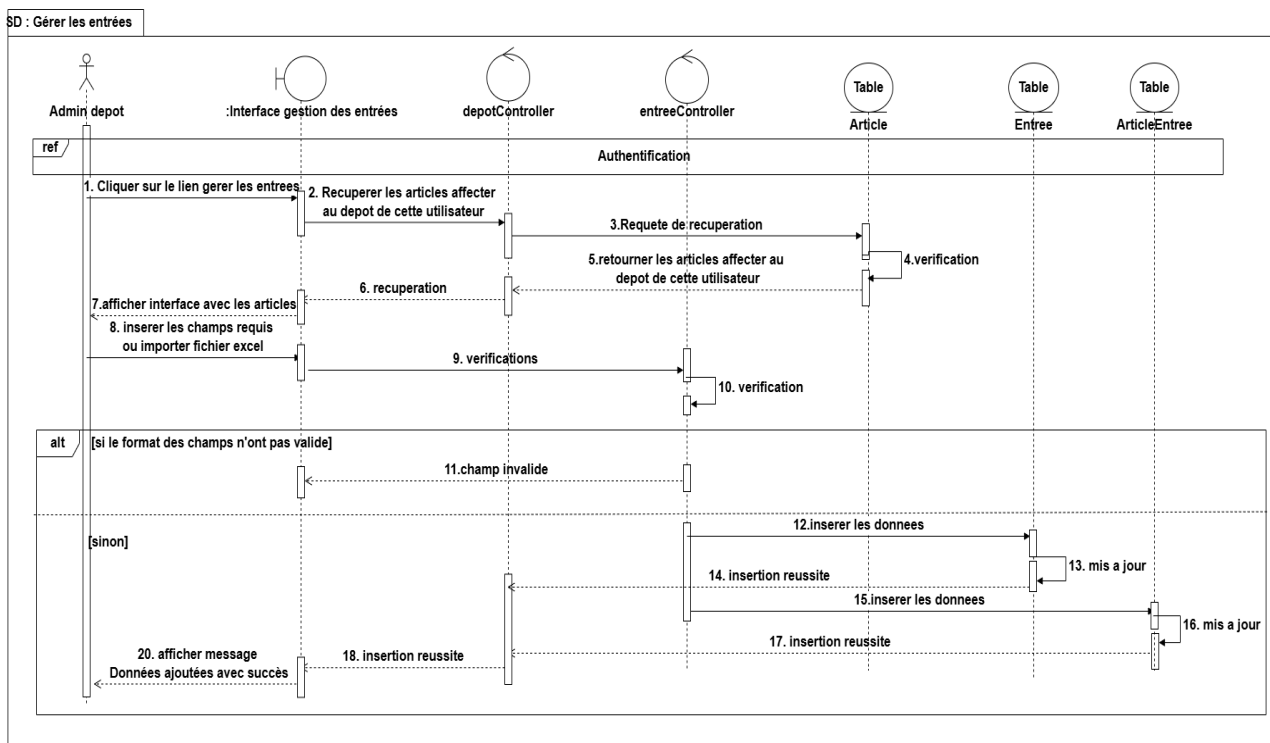 SD : Gérer les entrées
Admin depot
:Interface gestion des entrées
depotController
entreeController
Table
Article
Table
Entree
Table
ArticleEntree
ref
Authentification
1. Cliquer sur le lien gerer les entrees
2. Recuperer les articles affecter
au depot de cette utilisateur
3.Requete de recuperation
4.verification
5.retourner les articles affecter au
depot de cette utilisateur
6. recuperation
7.afficher interface avec les articles
8. inserer les champs requis
ou importer fichier excel
9. verifications
10. verification
alt
[si le format des champs n'ont pas valide]
11.champ invalide
[sinon]
12.inserer les donnees
13. mis a jour
14. insertion reussite
15.inserer les donnees
16. mis a jour
17. insertion reussite
18. insertion reussite
20. afficher message
Données ajoutées avec succès